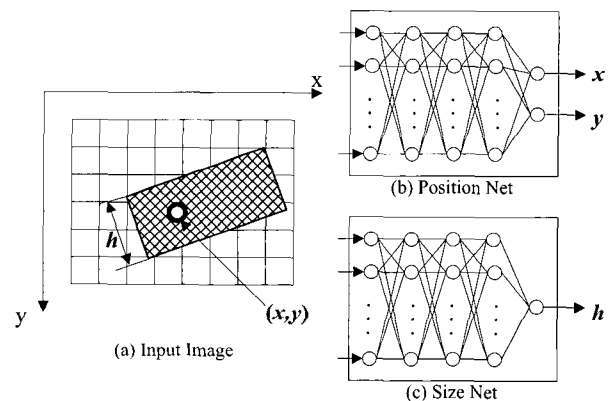 x
y
h
(x,y)
(a) Input Image
x
y
(b) Position Net
h
(c) Size Net